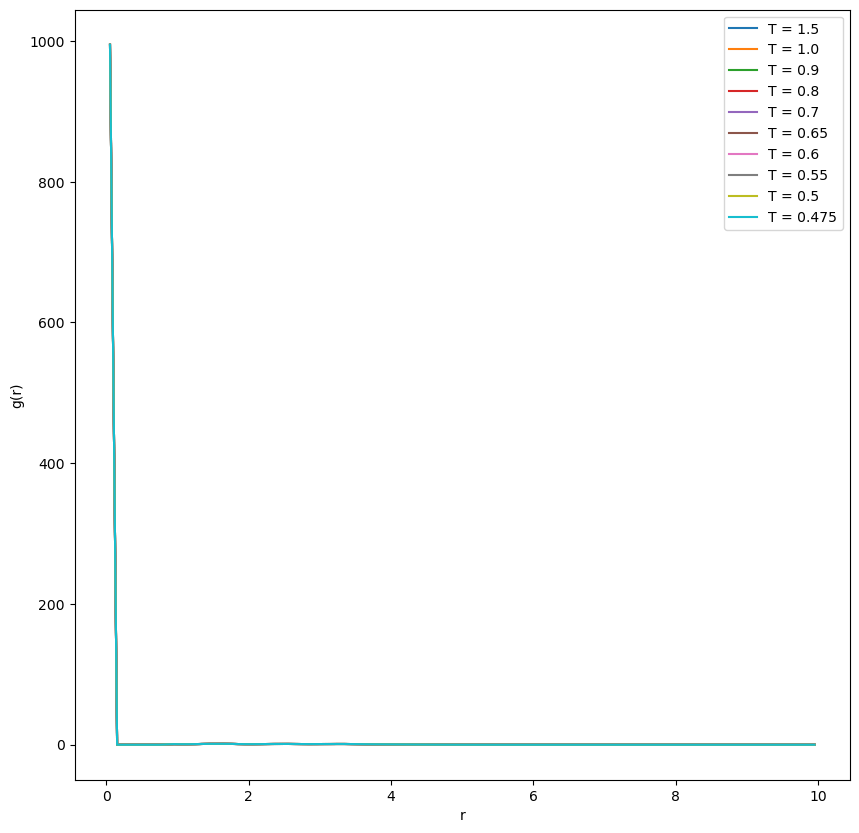 1000
800
600
400
200
0
g(r)
0
2
4
6
8
10
r
T = 1.5
T = 1.0
T = 0.9
T = 0.8
T = 0.7
T = 0.65
T = 0.6
T = 0.55
T = 0.5
T = 0.475